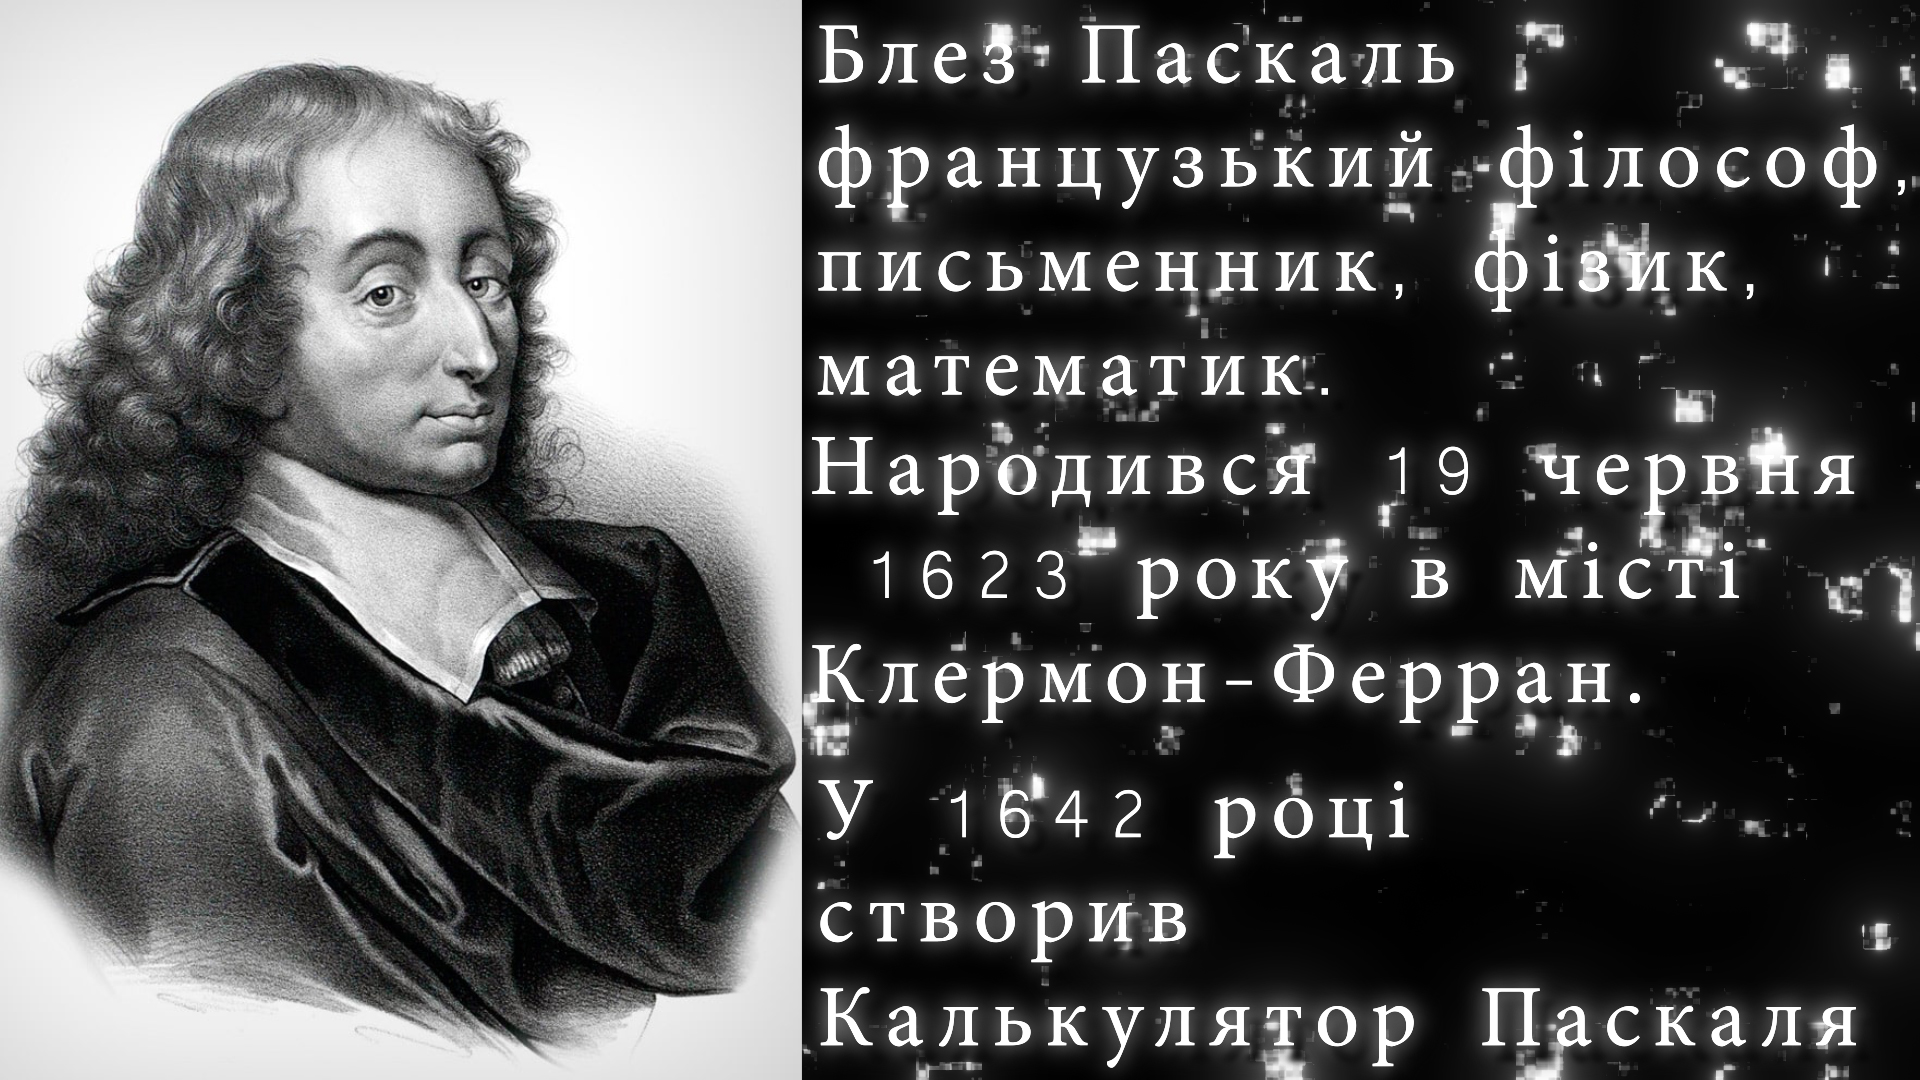 Блез Паскаль
французький філософ,
письменник, фізик,
математик.
Народився 19 червня
1623 року в місті
Клермон-Ферран.
У 1642 році
створив
Калькулятор Паскаля